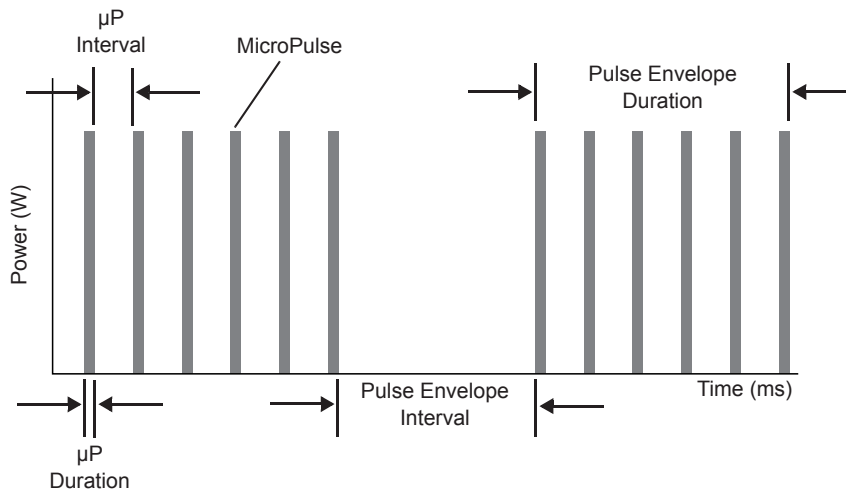 µP
Interval
MicroPulse
Pulse Envelope
Duration
Power (W)
Pulse Envelope
Interval
Time (ms)
µP
Duration